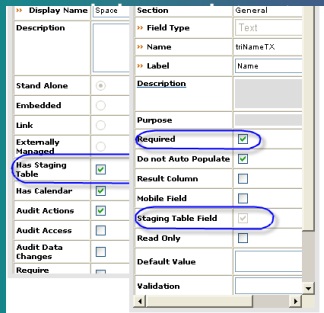 Display Name Space
Description
Stand Alone
Embedded
Link
Externally
Managed
Has Staging
Table
Has Calendar
Audit Actions
Audit Access
Audit Data
Changes
Require
Section General
Field Type Text
Name triNameTX
Label Name
Description
Purpose
Required
Do not Auto Populate
Result Column
Mobile Field
Staging Table Field
Read Only
Default Value
Validation